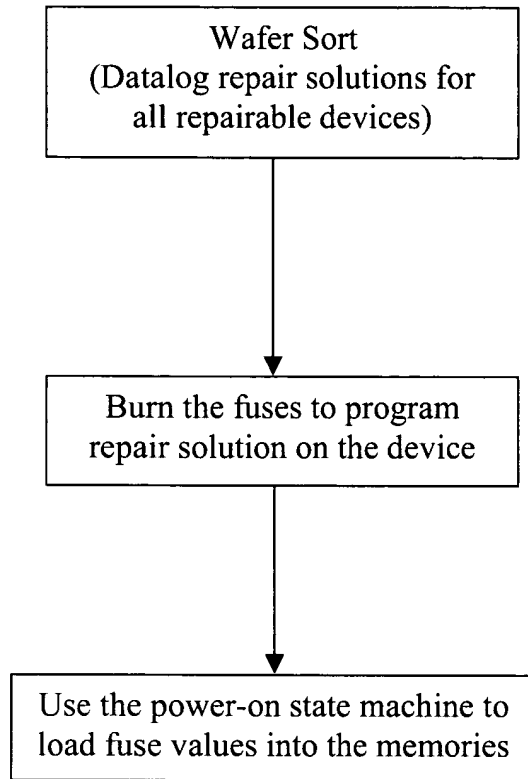 Wafer Sort
(Datalog repair solutions for
all repairable devices)
Burn the fuses to program
repair solution on the device
Use the power-on state machine to
load fuse values into the memories